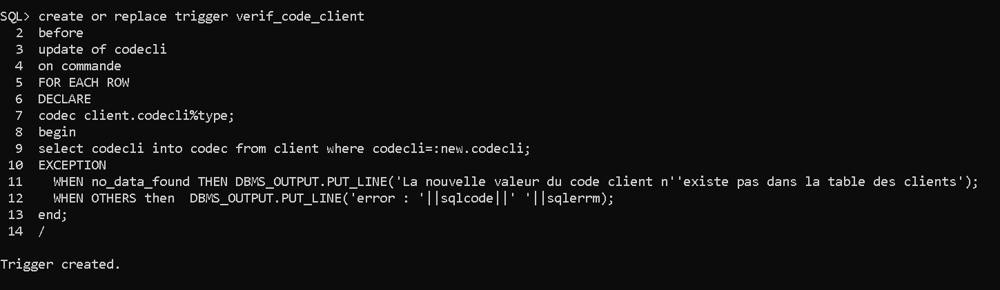 SQL> create or replace trigger verif_code_client
  2  before
  3  update of codecli
  4  on commande
  5  FOR EACH ROW
  6  DECLARE
  7  codec client.codecli%type;
  8  begin
  9  select codecli into codec from client where codecli=:new.codecli;
 10  EXCEPTION
 11    WHEN no_data_found THEN DBMS_OUTPUT.PUT_LINE('La nouvelle valeur du code client n''existe pas dans la table des clients');
 12    WHEN OTHERS then  DBMS_OUTPUT.PUT_LINE('error : '||sqlcode||' '||sqlerrm);
 13  end;
 14  /
Trigger created.